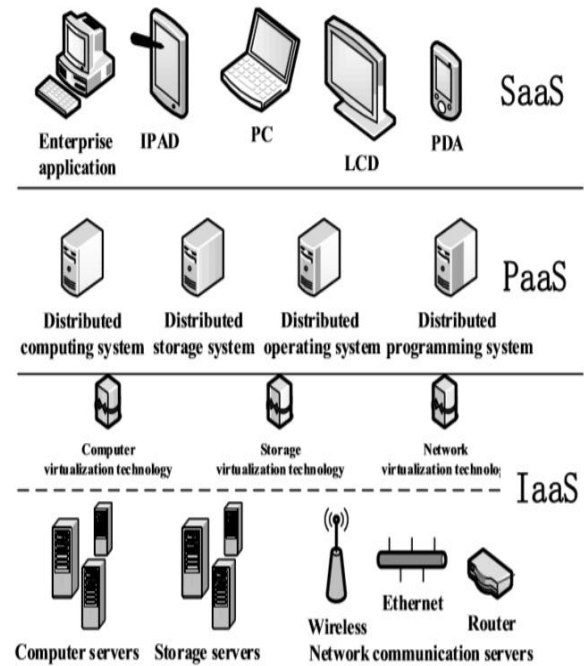 SaaS
Enterprise application
IPAD
PC
LCD
PDA
PaaS
Distributed computing system
Distributed storage system
Distributed operating system
Distributed programming system
Computer virtualization technology
Storage virtualization technology
Network virtualization technolo
IaaS
Computer servers
Storage servers
Wireless
Ethernet
Router
Network communication servers